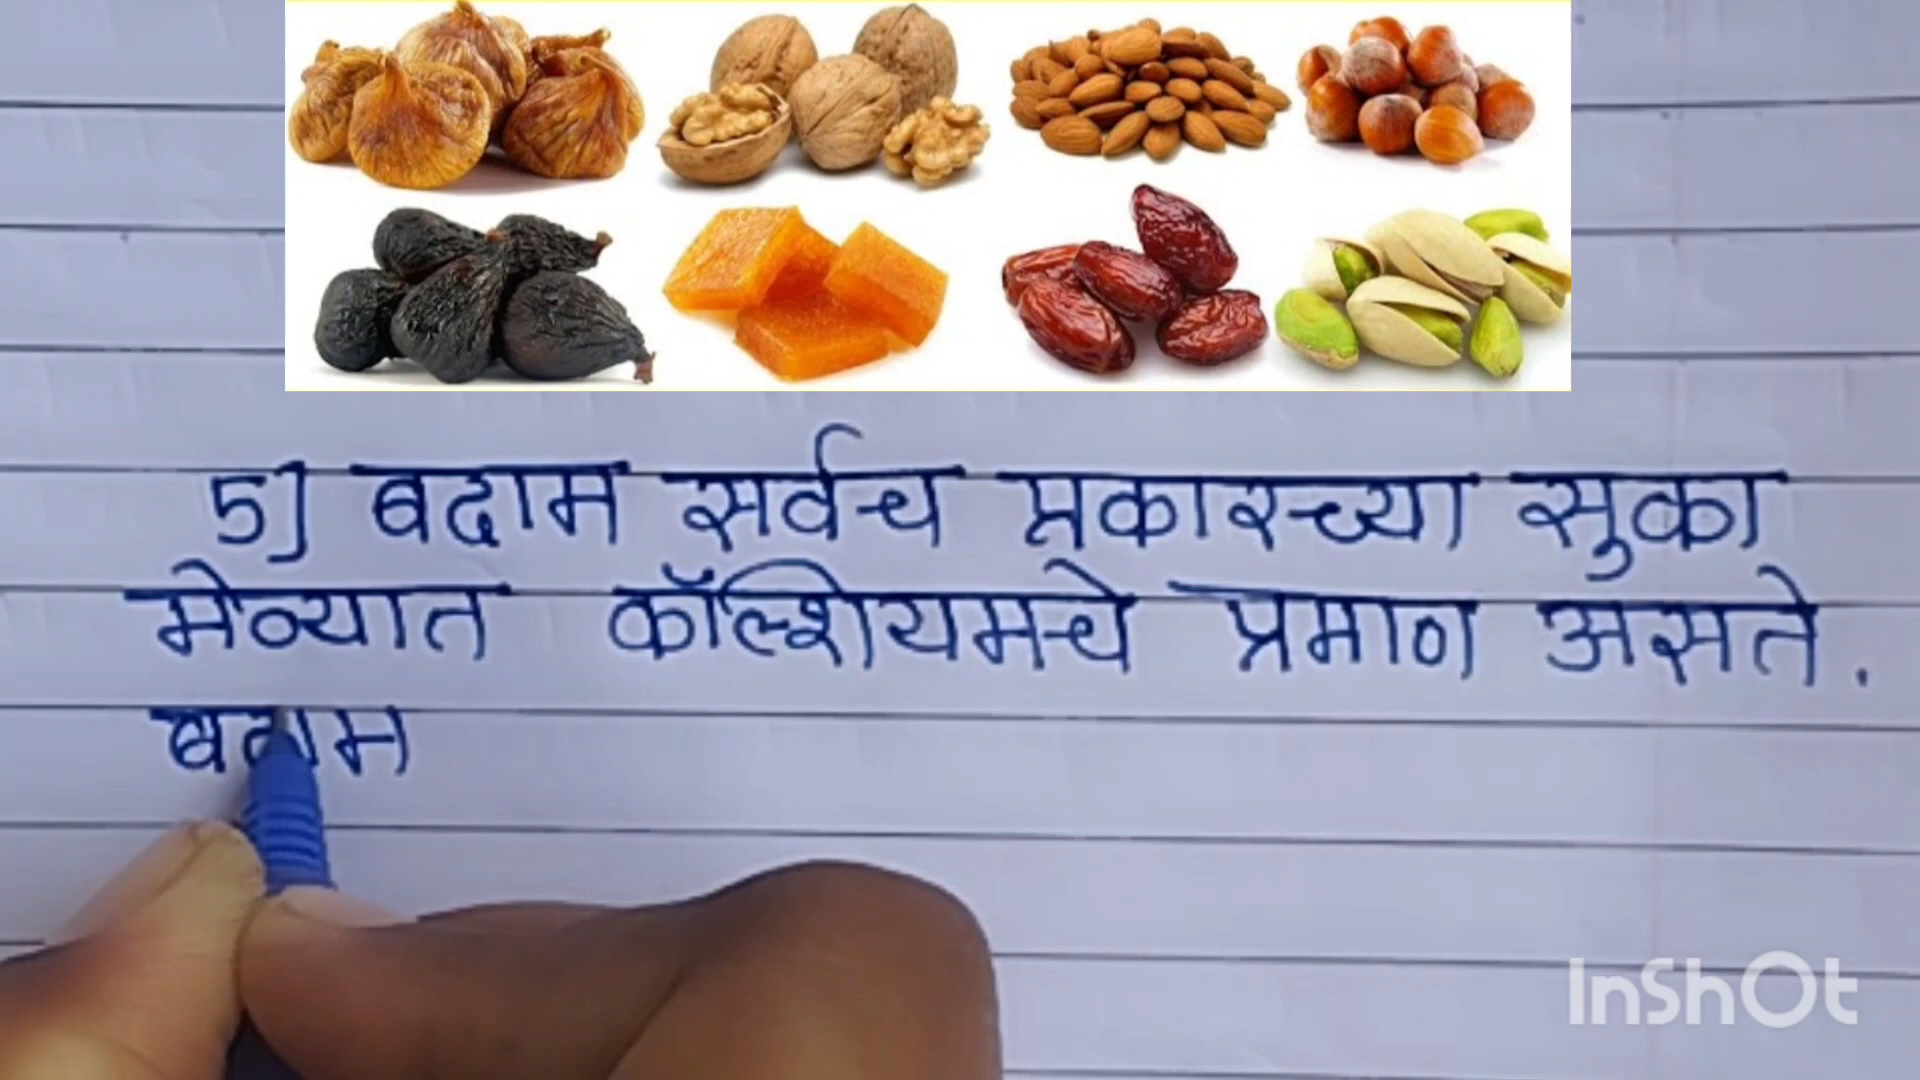 5] बदाम सर्वच प्रकारच्या सुका
मेव्यात कॅाल्शियमचे प्रमाण असते.
बदाम
InShOt